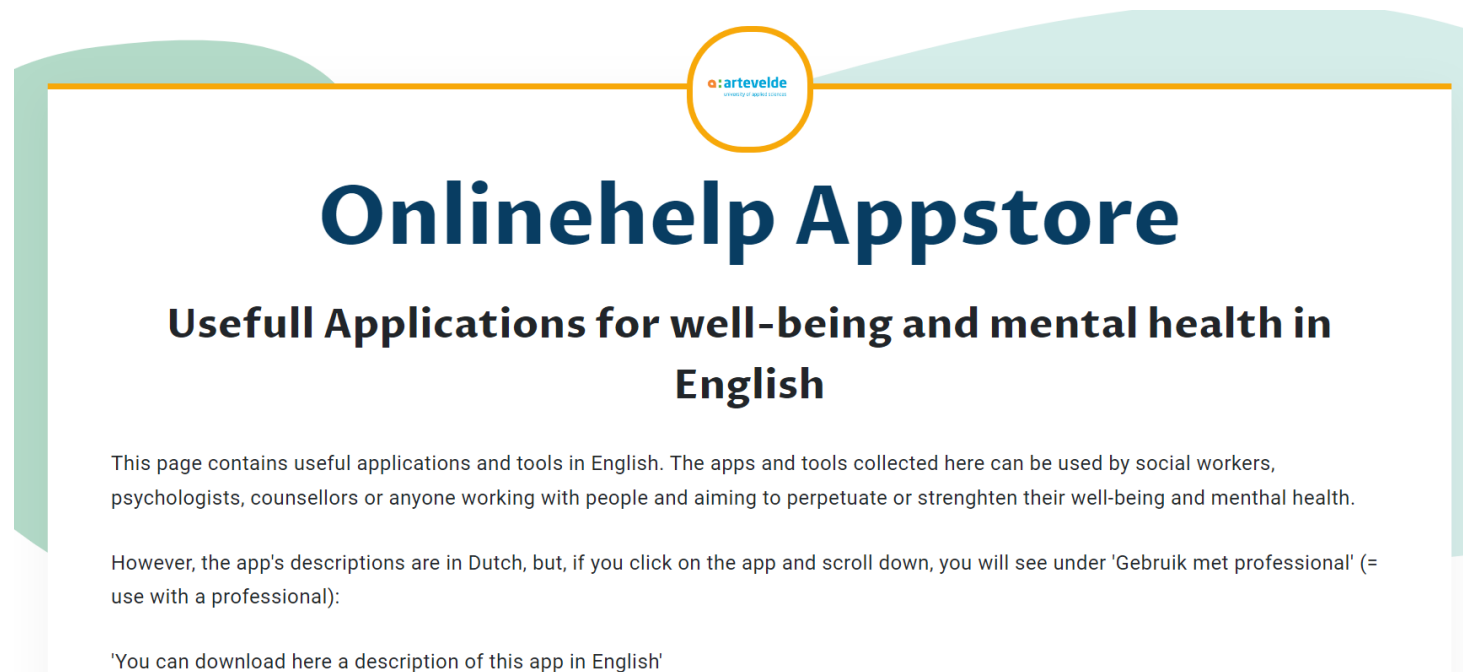 a:artevelde
university of applied sciences
Onlinehelp Appstore
Usefull Applications for well-being and mental health in
English
This page contains useful applications and tools in English. The apps and tools collected here can be used by social workers,
psychologists, counsellors or anyone working with people and aiming to perpetuate or strenghten their well-being and menthal health.
However, the app's descriptions are in Dutch, but, if you click on the app and scroll down, you will see under 'Gebruik met professional' (=
use with a professional):
'You can download here a description of this app in English'